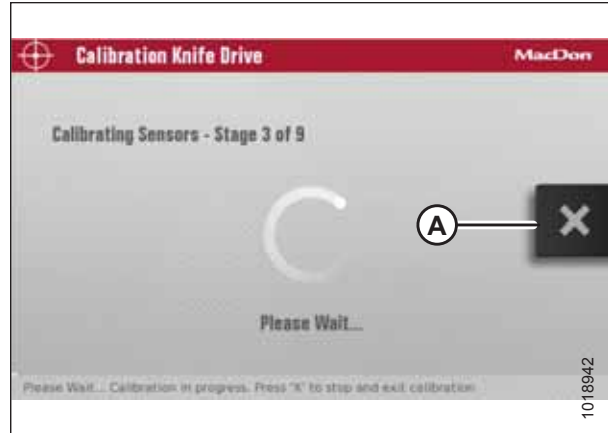 Calibration Knife Drive
MacDon
Calibrating Sensors - Stage 3 of 9
A
Please Wait...
Please Wait... Calibration in progress. Press "X" to stop and exit calibration
1018942